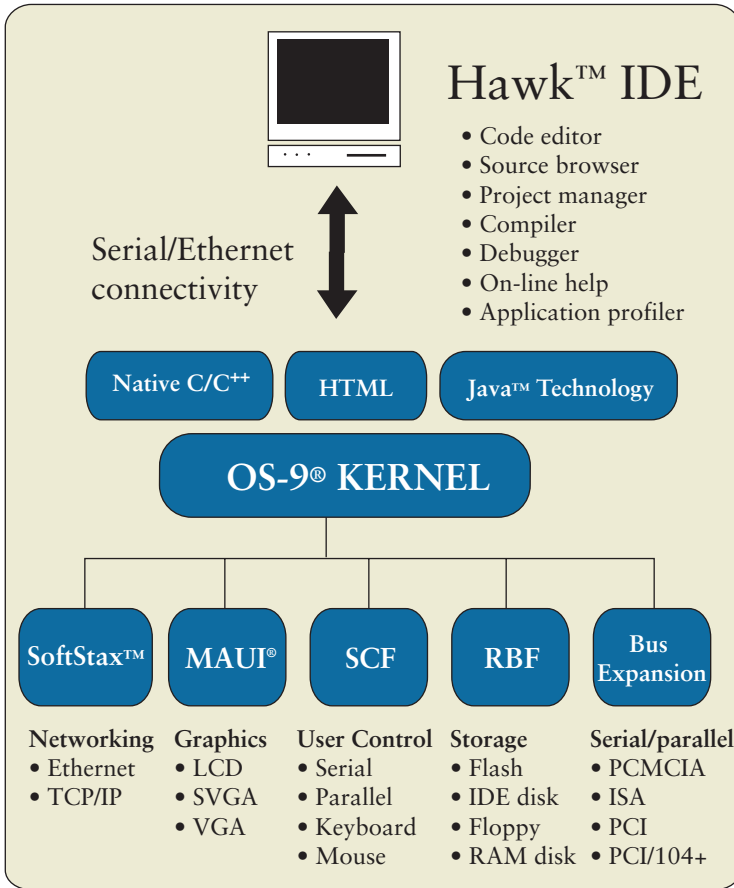 Hawk™ IDE
• Code editor
• Source browser
• Project manager
• Compiler
• Debugger
• On-line help
• Application profiler
Serial/Ethernet
connectivity
Native C/C++
HTML
Java™ Technology
OS-9® KERNEL
SoftStax™
MAUI®
SCF
RBF
Bus
Expansion
Networking
• Ethernet
• TCP/IP
Graphics
• LCD
• SVGA
• VGA
User Control
• Serial
• Parallel
• Keyboard
• Mouse
Storage
• Flash
• IDE disk
• Floppy
• RAM disk
Serial/parallel
• PCMCIA
• ISA
• PCI
• PCI/104+